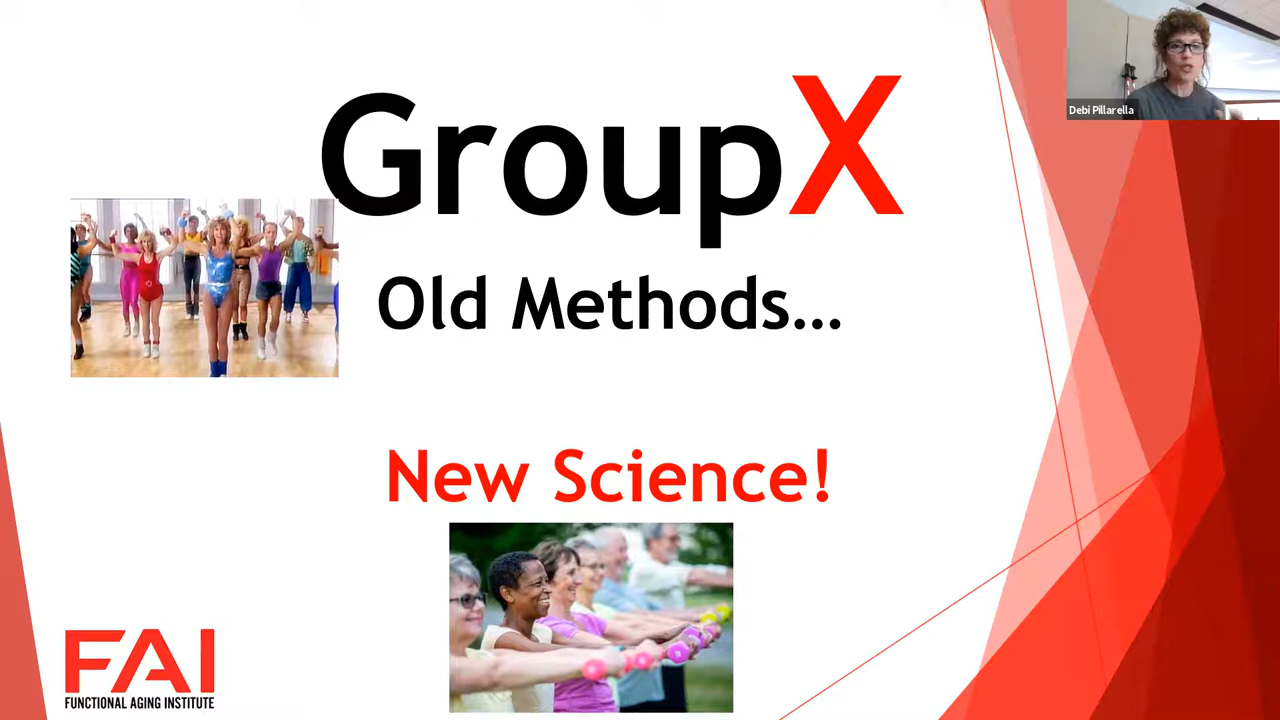 GroupX
Old Methods...
New Science!
FAI
FUNCTIONAL AGING INSTITUTE
Debi Pillarella